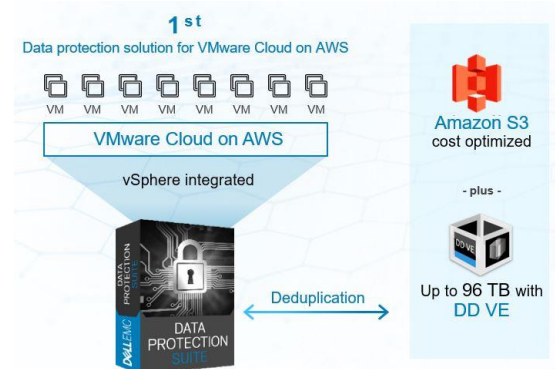 1st
Data protection solution for VMware Cloud on AWS
VM VM VM VM VM VM VM VM
VMware Cloud on AWS
vSphere integrated
DATA
PROTECTION
SUITE
DELL EMC
DATA
PROTECTION
SUITE
Deduplication
Amazon S3
cost optimized
- plus -
DD VE
Up to 96 TB with
DD VE